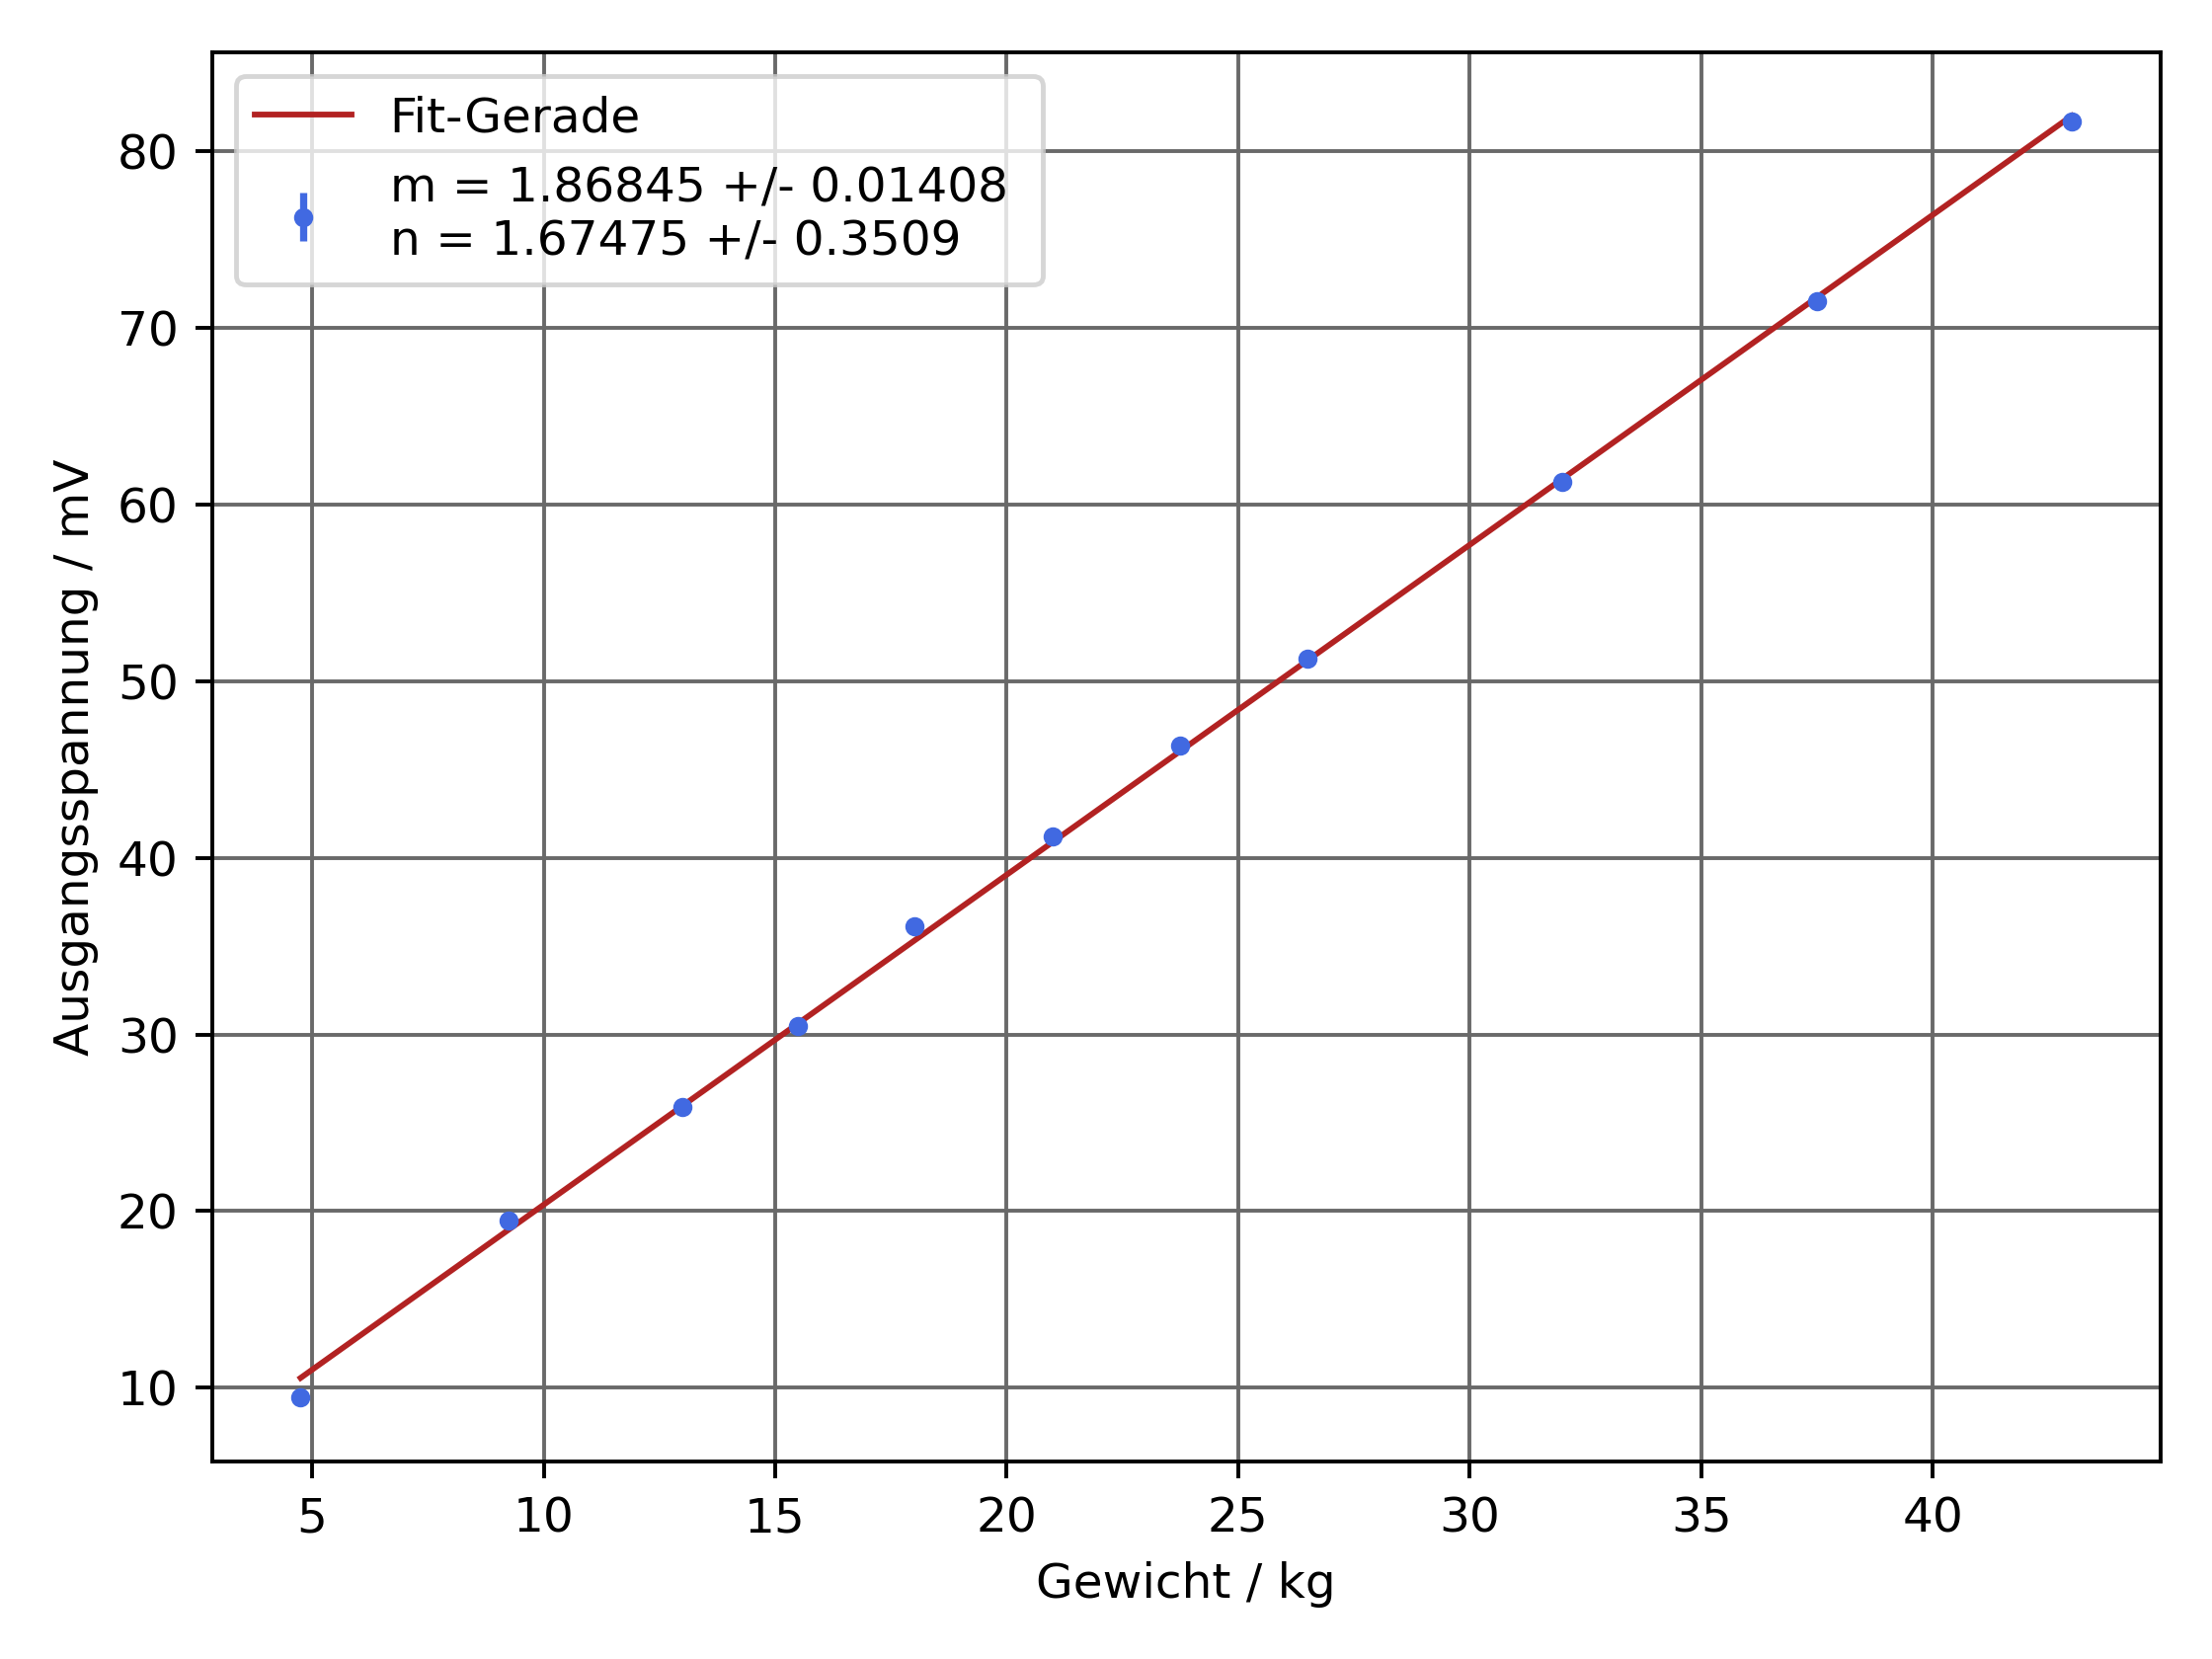 Fit-Gerade
m = 1.86845 +/- 0.01408
n = 1.67475 +/- 0.3509
80
70
60
50
40
30
20
10
Ausgangsspannung / mV
5 10 15 20 25 30 35 40
Gewicht / kg